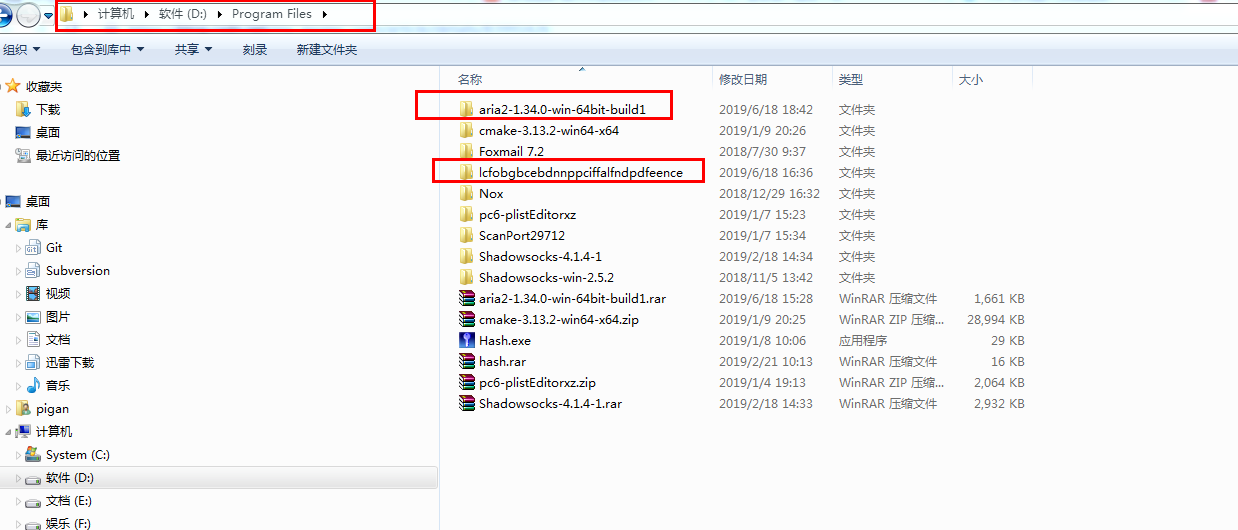 计算机 软件 (D:) Program Files
组织 包含到库中 共享 刻录 新建文件夹
收藏夹
下载
桌面
最近访问的位置
桌面
库
Git
Subversion
视频
图片
文档
迅雷下载
音乐
pigan
计算机
System (C:)
软件 (D:)
文档 (E:)
娱乐 (F:)
名称 修改日期 类型 大小
aria2-1.34.0-win-64bit-build1 2019/6/18 18:42 文件夹
cmake-3.13.2-win64-x64 2019/1/9 20:26 文件夹
Foxmail 7.2 2018/7/30 9:37 文件夹
lcfobgbcebdnnppciffalfndpdfeence 2019/6/18 16:36 文件夹
Nox 2018/12/29 16:32 文件夹
pc6-plistEditorxz 2019/1/7 15:23 文件夹
ScanPort29712 2019/1/7 15:34 文件夹
Shadowsocks-4.1.4-1 2019/2/18 14:34 文件夹
Shadowsocks-win-2.5.2 2018/11/5 13:42 文件夹
aria2-1.34.0-win-64bit-build1.rar 2019/6/18 15:28 WinRAR 压缩文件 1,661 KB
cmake-3.13.2-win64-x64.zip 2019/1/9 20:25 WinRAR ZIP 压缩... 28,994 KB
Hash.exe 2019/1/8 10:06 应用程序 29 KB
hash.rar 2019/2/21 10:13 WinRAR 压缩文件 16 KB
pc6-plistEditorxz.zip 2019/1/4 19:13 WinRAR ZIP 压缩... 2,064 KB
Shadowsocks-4.1.4-1.rar 2019/2/18 14:33 WinRAR 压缩文件 2,932 KB